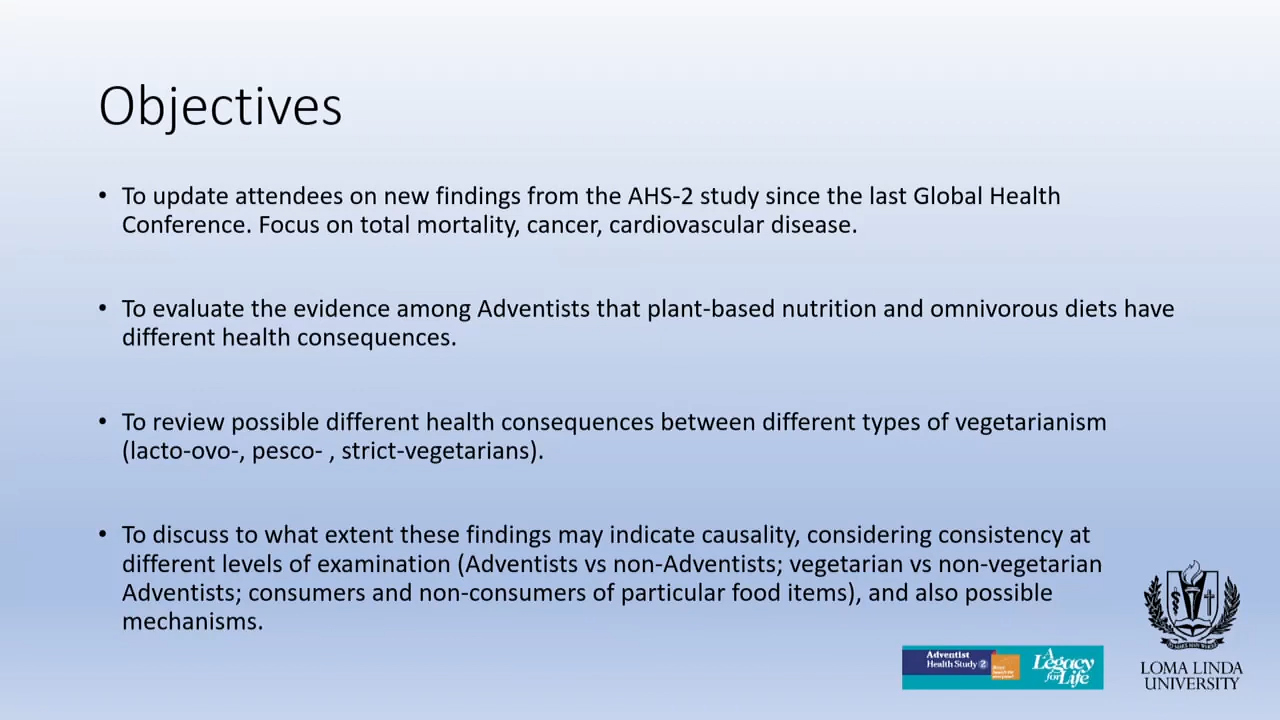 Objectives
• To update attendees on new findings from the AHS-2 study since the last Global Health
Conference. Focus on total mortality, cancer, cardiovascular disease.
• To evaluate the evidence among Adventists that plant-based nutrition and omnivorous diets have
different health consequences.
• To review possible different health consequences between different types of vegetarianism
(lacto-ovo-, pesco- , strict-vegetarians).
• To discuss to what extent these findings may indicate causality, considering consistency at
different levels of examination (Adventists vs non-Adventists; vegetarian vs non-vegetarian
Adventists; consumers and non-consumers of particular food items), and also possible
mechanisms.
Adventist
Health Study 2
A
Legacy
for Life
LOMA LINDA
UNIVERSITY